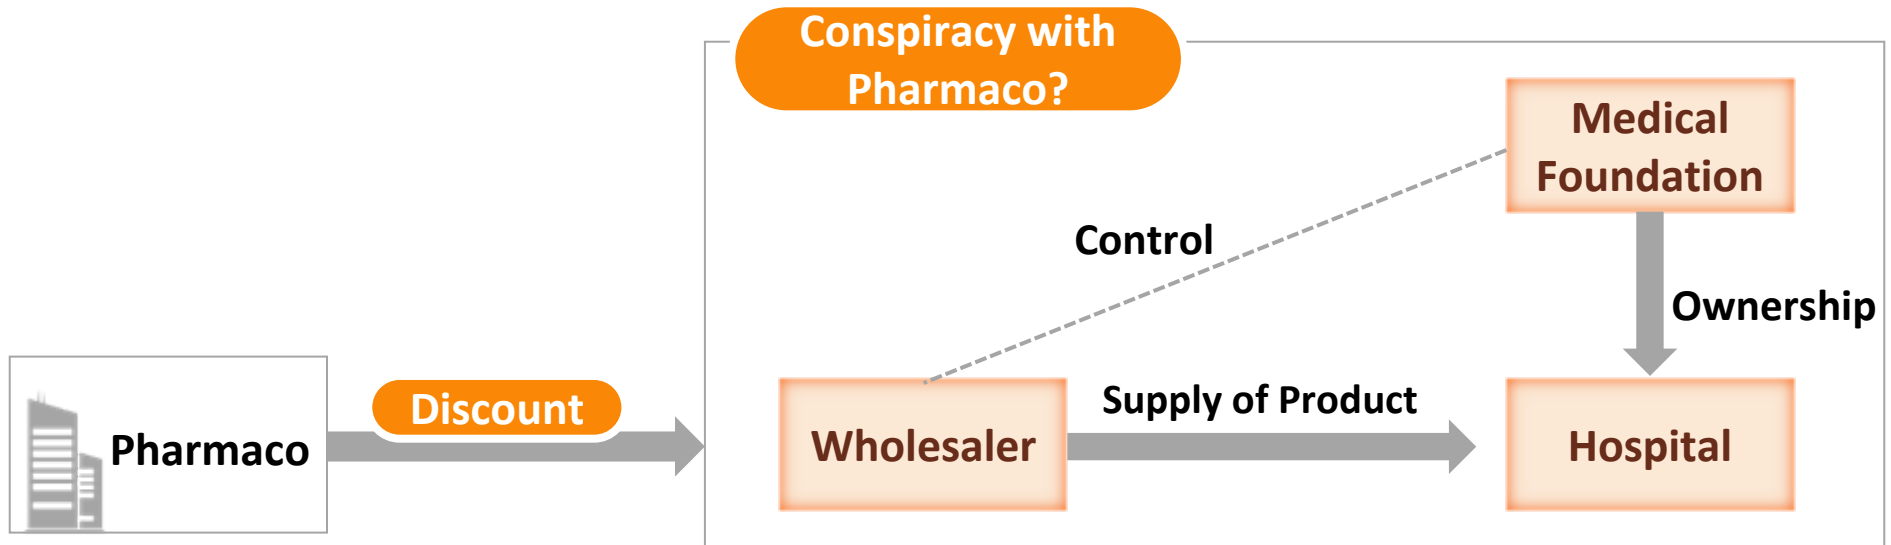 Conspiracy with
Pharmaco?
Medical
Foundation
Control
Ownership
Pharmaco
Discount
Wholesaler
Supply of Product
Hospital